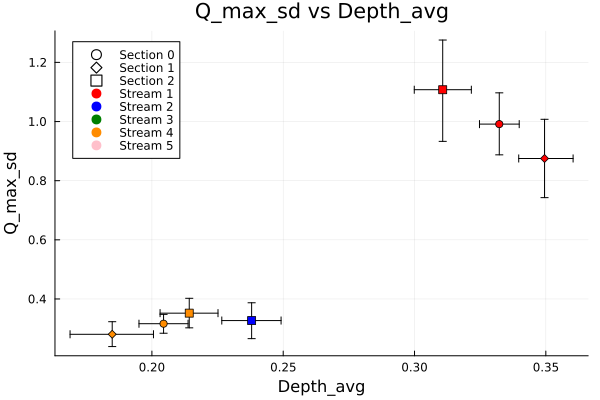 Q_max_sd vs Depth_avg
Section 0
Section 1
Section 2
Stream 1
Stream 2
Stream 3
Stream 4
Stream 5
1.2
1.0
0.8
0.6
0.4
Q_max_sd
0.20
0.25
0.30
0.35
Depth_avg